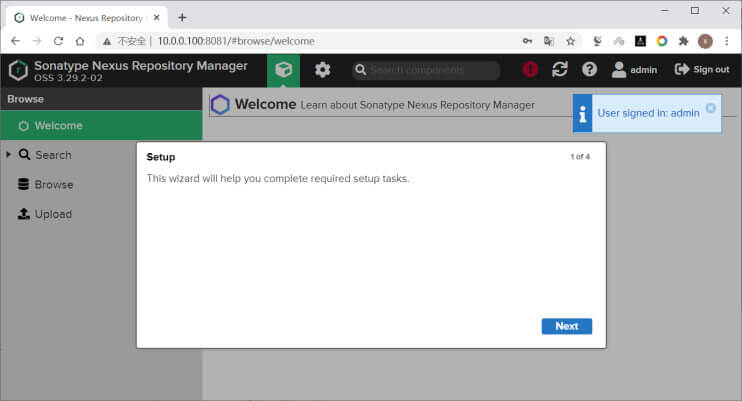 Welcome - Nexus Repository
不安全 | 10.0.0.100:8081/#browse/welcome
Sonatype Nexus Repository Manager
OSS 3.29.2-02
Search components
admin
Sign out
Browse
Welcome Learn about Sonatype Nexus Repository Manager
User signed in: admin
Welcome
Search
Browse
Upload
Setup
1 of 4
This wizard will help you complete required setup tasks.
Next